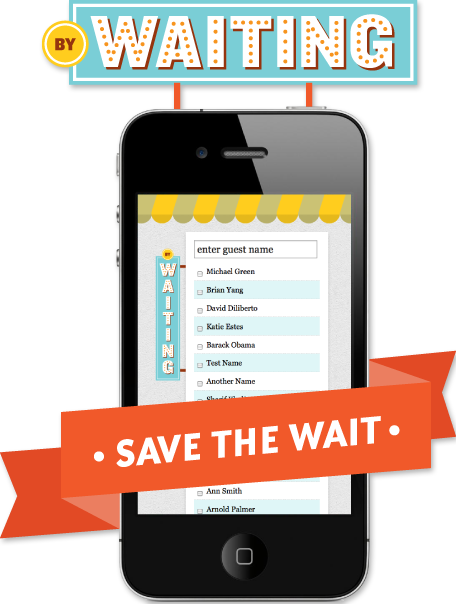 BY
WAITING
enter guest name
BY
WAITING
Michael Green
Brian Yang
David Diliberto
Katie Estes
Barack Obama
Test Name
Another Name
• SAVE THE WAIT •
Ann Smith
Arnold Palmer